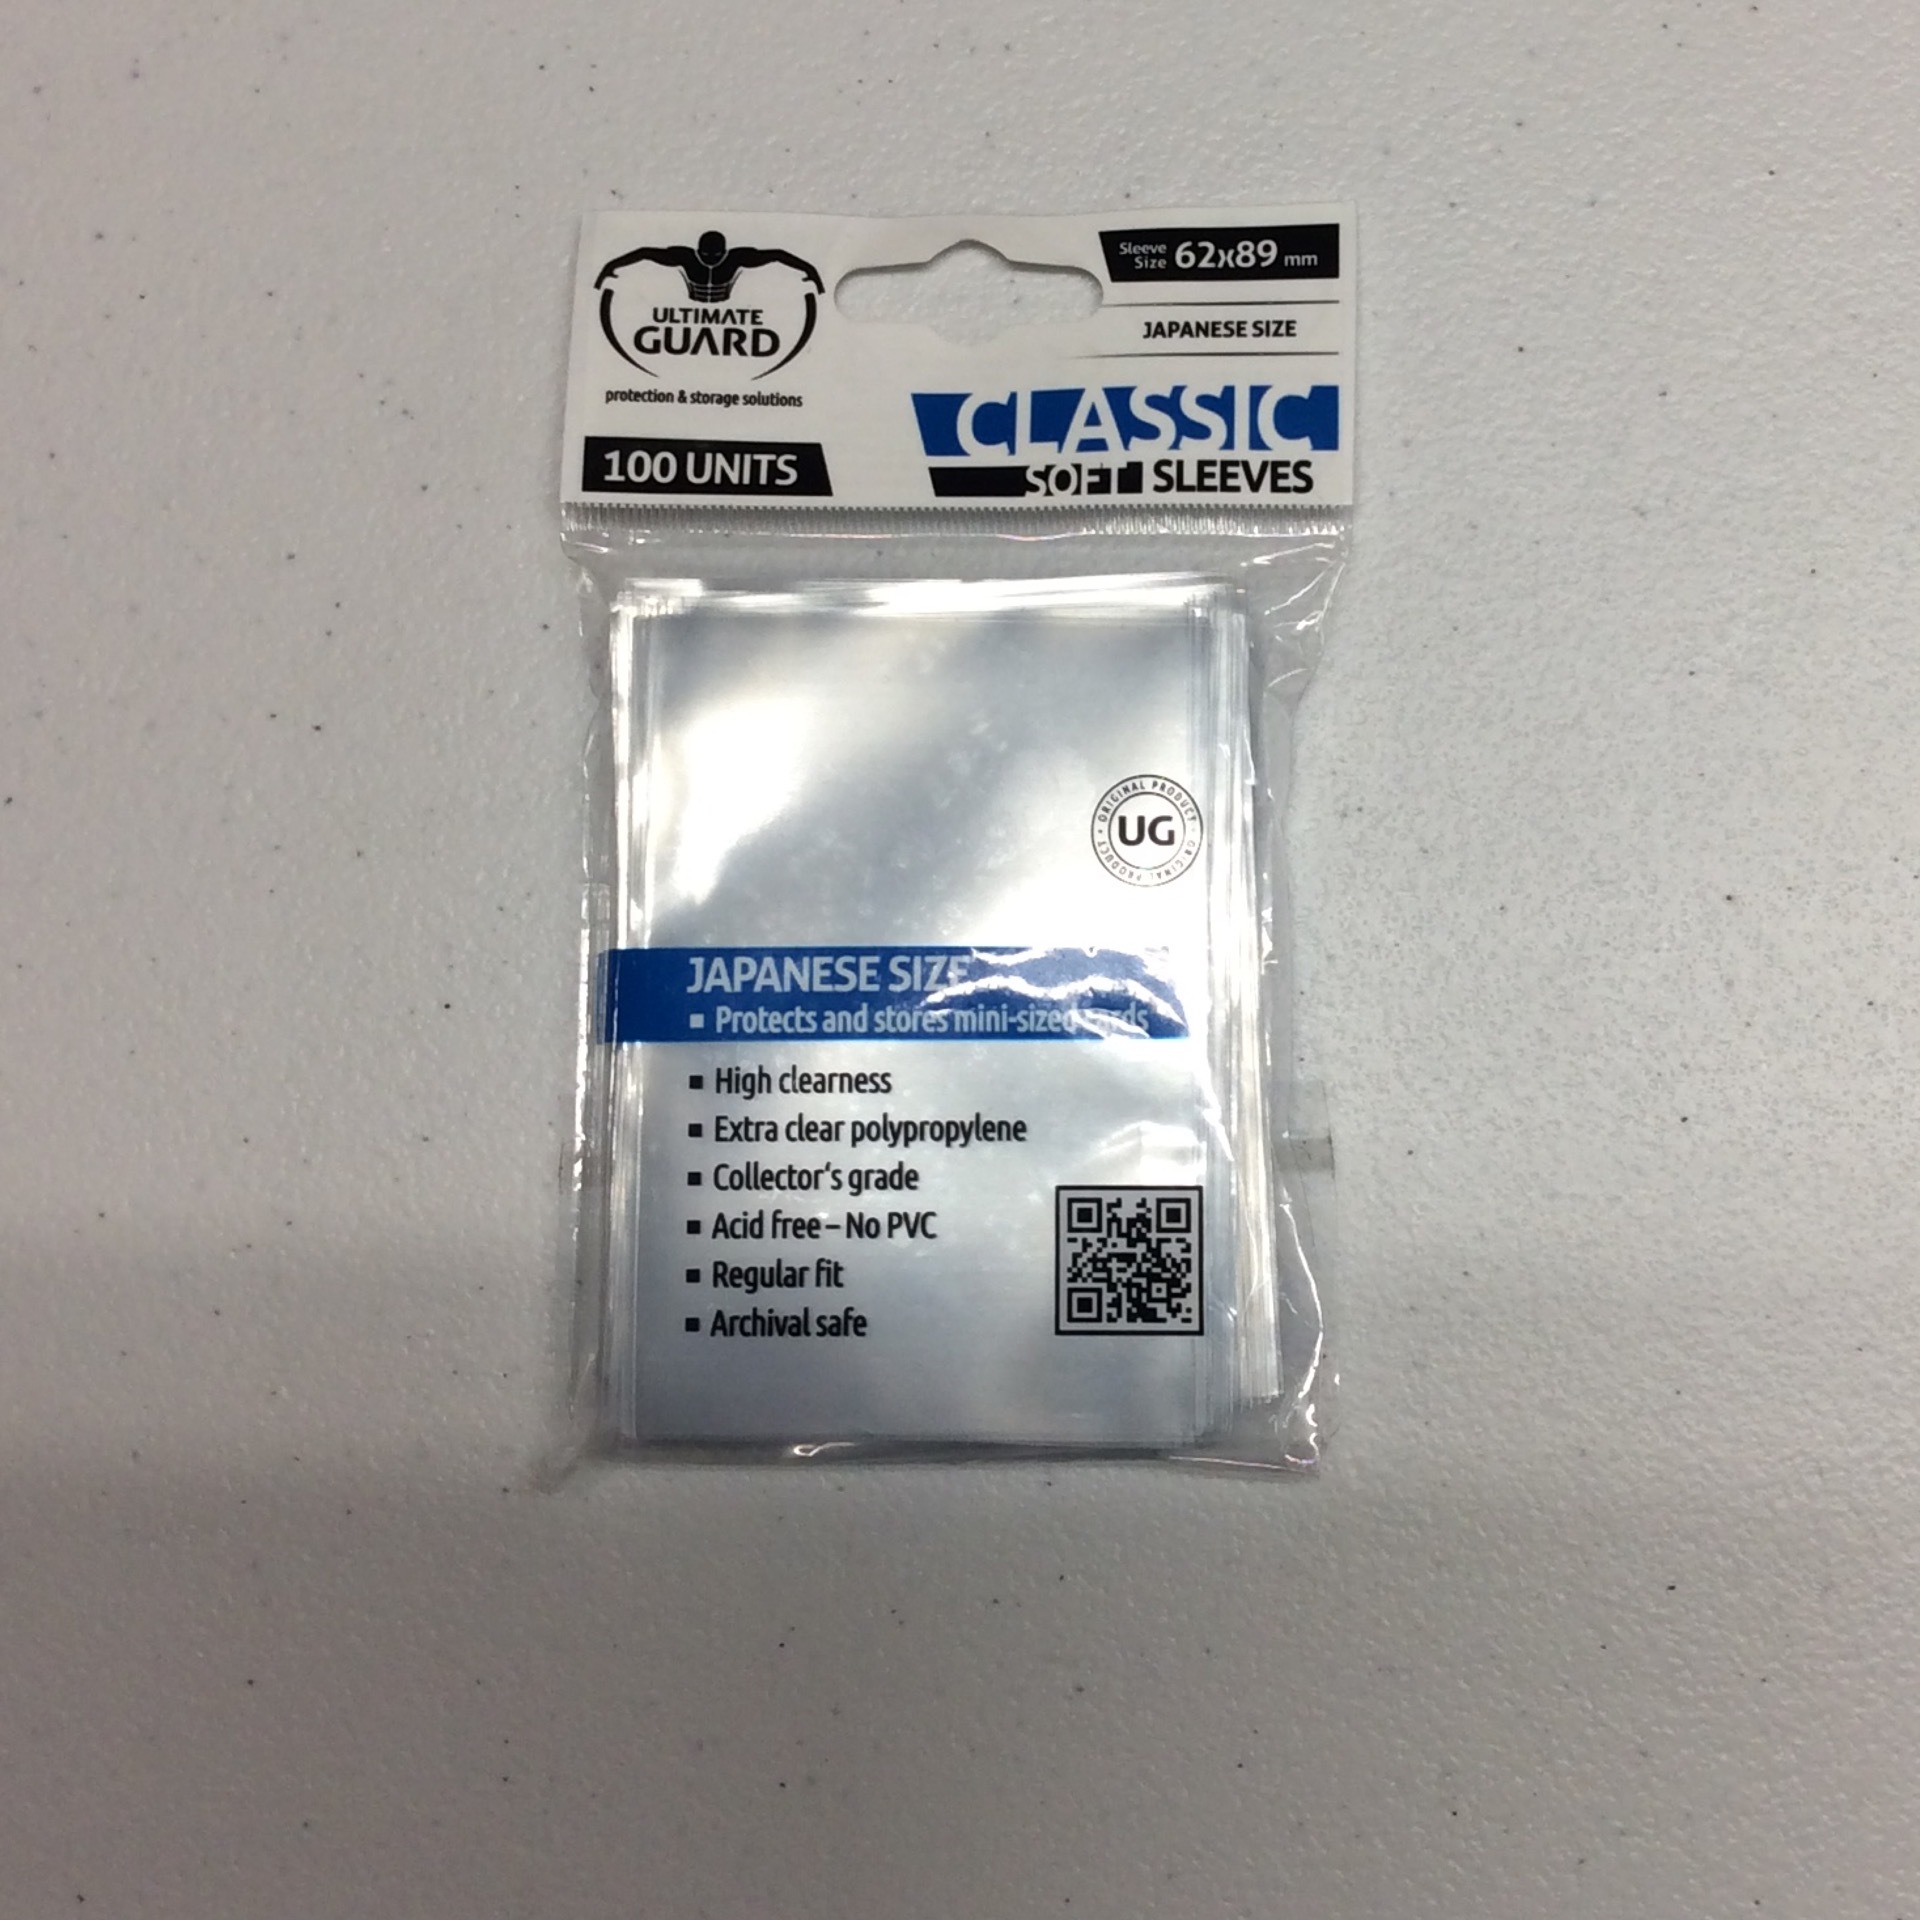 ULTIMATE
GUARD
protection & storage solutions
100 UNITS
Sleeve
Size 62x89 mm
JAPANESE SIZE
CLASSIC
SOFT SLEEVES
ORIGINAL PRODUCT • ORIGINAL PRODUCT •
UG
JAPANESE SIZE
▪ Protects and stores mini-sized cards
▪ High clearness
▪ Extra clear polypropylene
▪ Collector's grade
▪ Acid free – No PVC
▪ Regular fit
▪ Archival safe